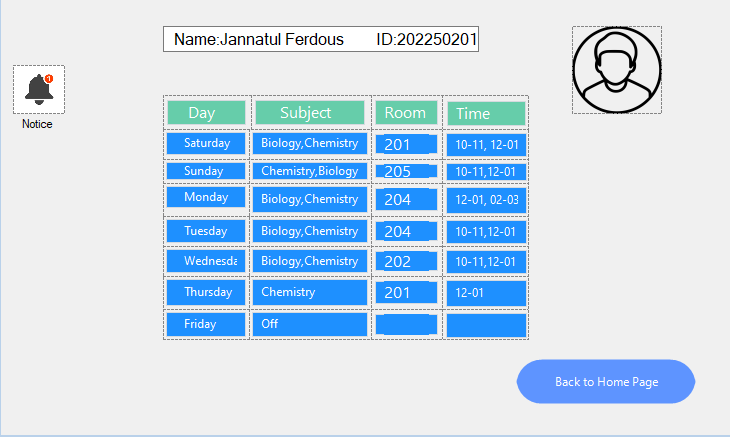 Name:Jannatul Ferdous ID:202250201
1
Notice
Day Subject Room Time
Saturday Biology,Chemistry 201 10-11, 12-01
Sunday Chemistry,Biology 205 10-11,12-01
Monday Biology,Chemistry 204 12-01, 02-03
Tuesday Biology,Chemistry 204 10-11,12-01
Wednesda Biology,Chemistry 202 10-11,12-01
Thursday Chemistry 201 12-01
Friday Off
Back to Home Page